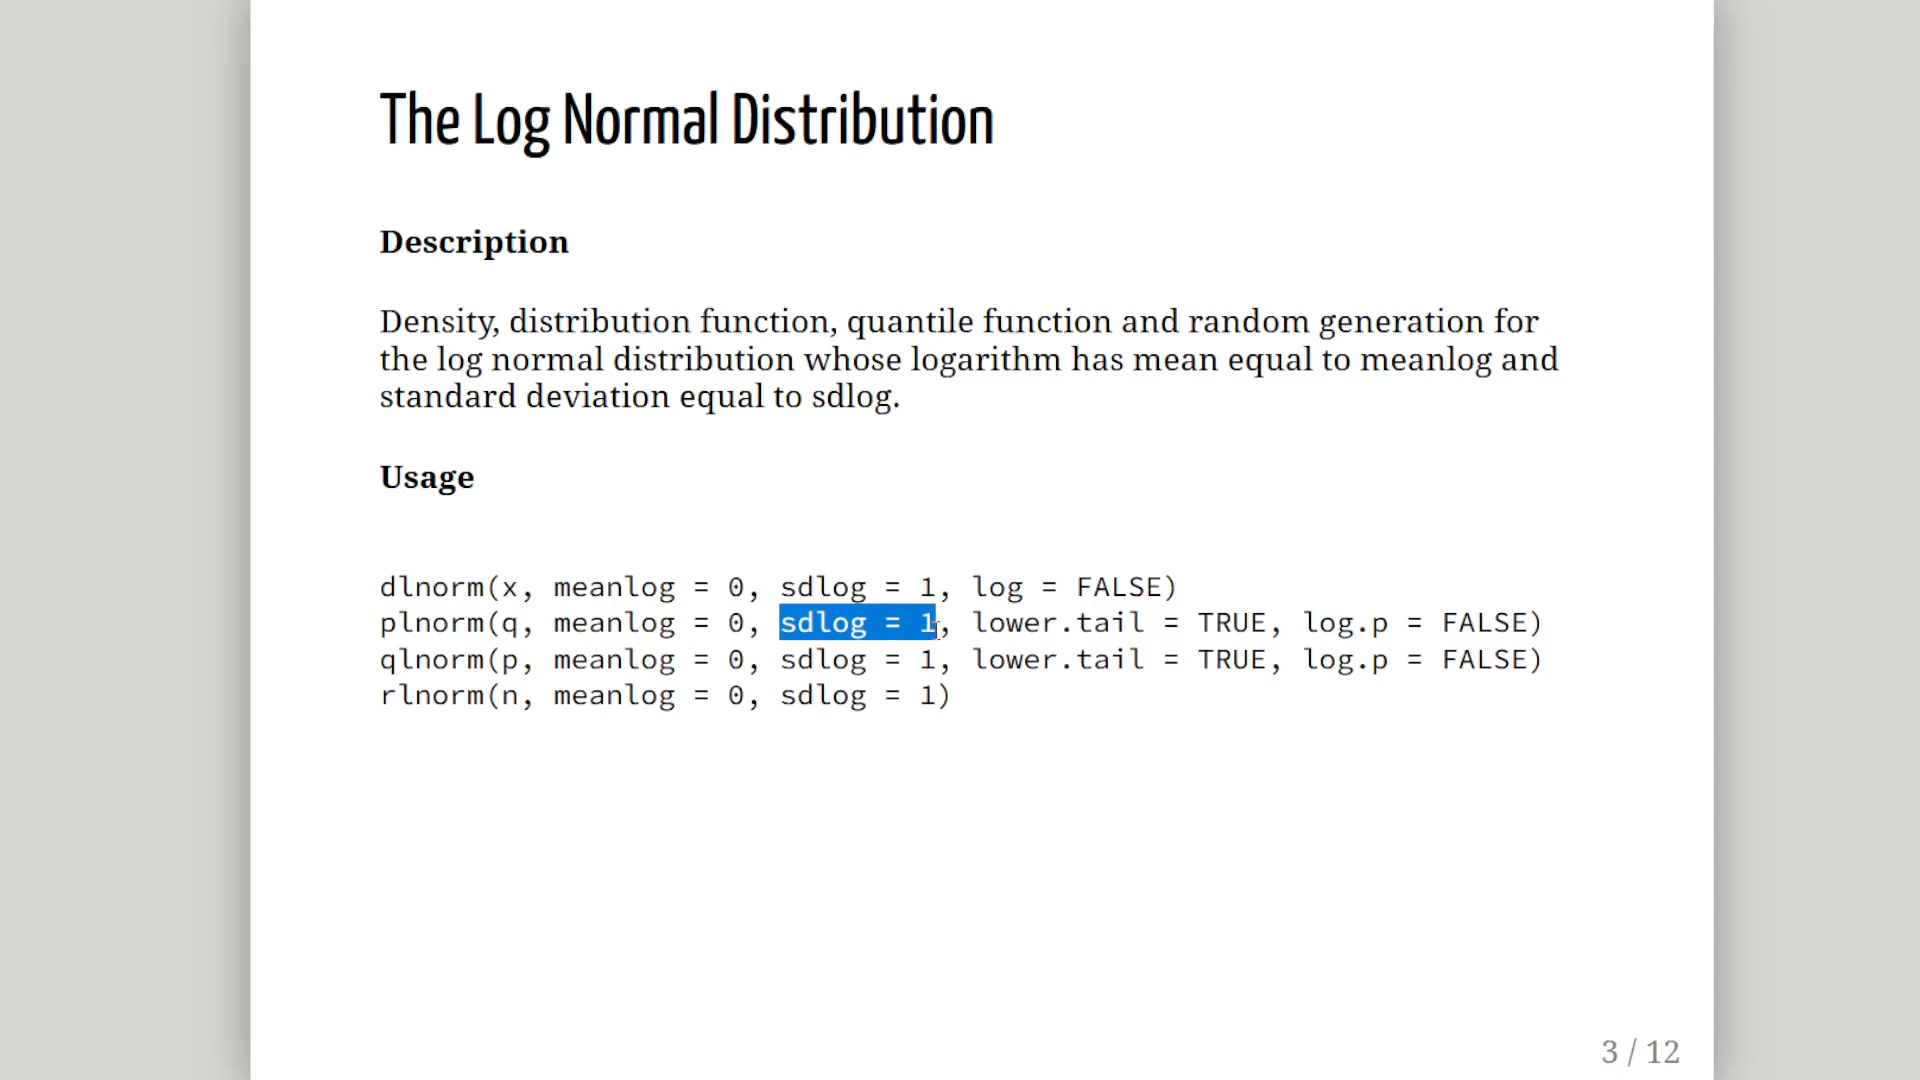 The Log Normal Distribution
Description
Density, distribution function, quantile function and random generation for
the log normal distribution whose logarithm has mean equal to meanlog and
standard deviation equal to sdlog.
Usage
dlnorm(x, meanlog = 0, sdlog = 1, log = FALSE)
plnorm(q, meanlog = 0, sdlog = 1, lower.tail = TRUE, log.p = FALSE)
qlnorm(p, meanlog = 0, sdlog = 1, lower.tail = TRUE, log.p = FALSE)
rlnorm(n, meanlog = 0, sdlog = 1)
3 / 12